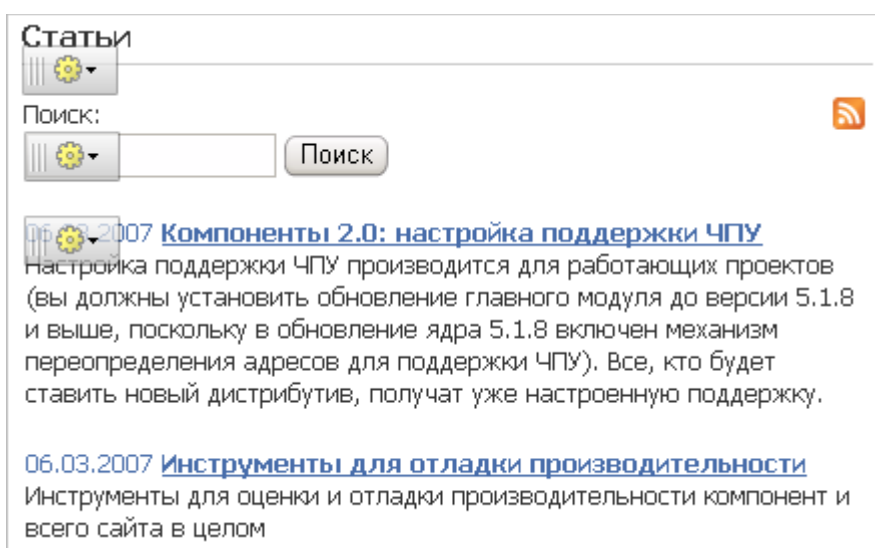 Статьи
Поиск:
Поиск
06.03.2007 Компоненты 2.0: настройка поддержки ЧПУ
Настройка поддержки ЧПУ производится для работающих проектов
(вы должны установить обновление главного модуля до версии 5.1.8
и выше, поскольку в обновление ядра 5.1.8 включен механизм
переопределения адресов для поддержки ЧПУ). Все, кто будет
ставить новый дистрибутив, получат уже настроенную поддержку.
06.03.2007 Инструменты для отладки производительности
Инструменты для оценки и отладки производительности компонент и
всего сайта в целом